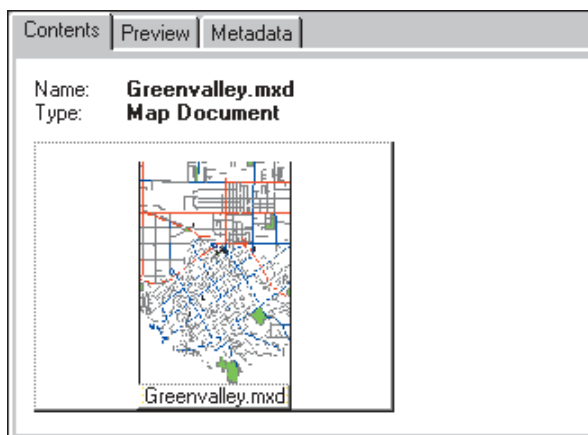 Contents Preview Metadata
Name: Greenvalley.mxd
Type: Map Document
Greenvalley.mxd